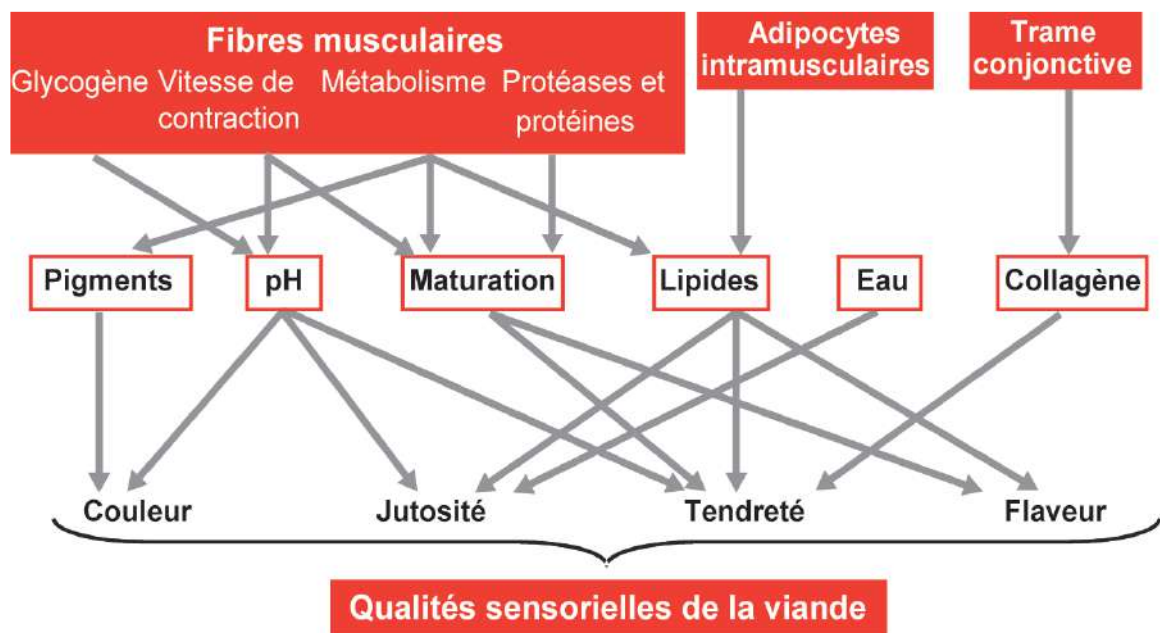 Fibres musculaires
Glycogène Vitesse de contraction Métabolisme Protéases et protéines
Adipocytes
intramusculaires
Trame
conjonctive
Pigments pH Maturation Lipides Eau Collagène
Couleur Jutosité Tendreté Flaveur
Qualités sensorielles de la viande